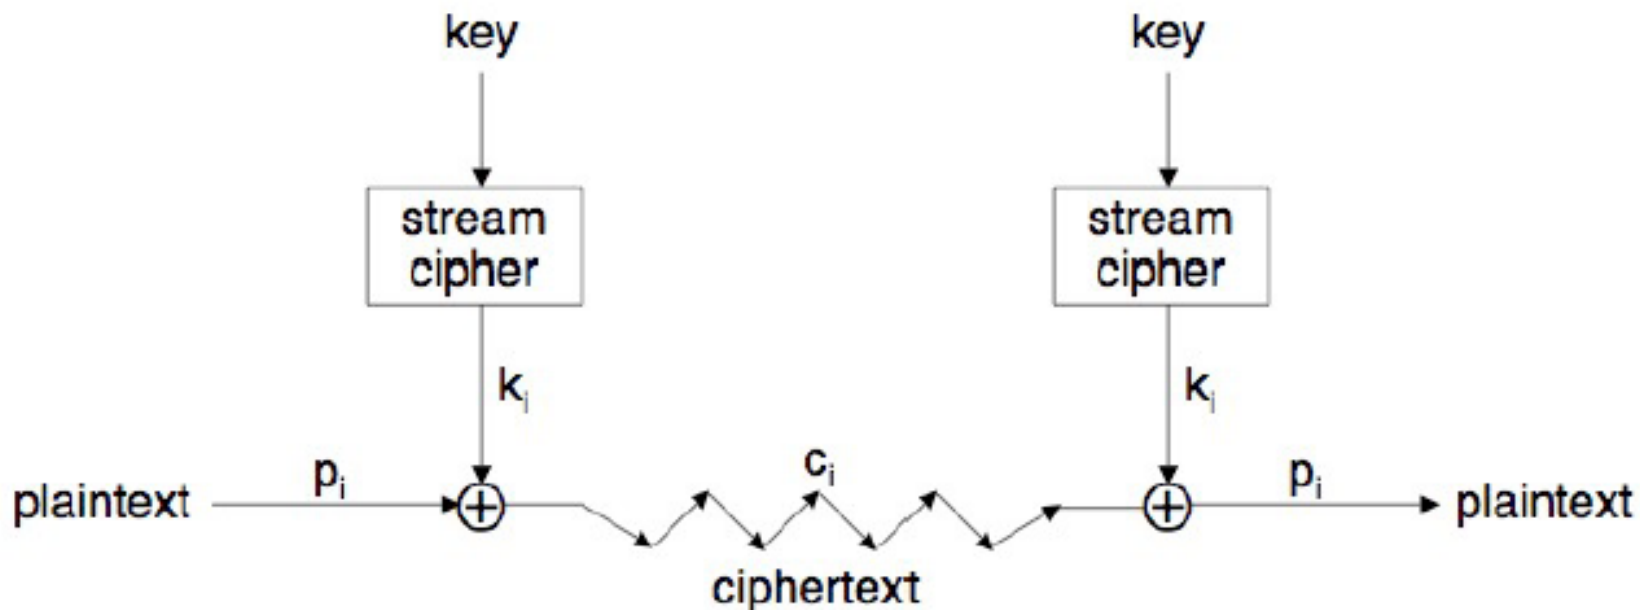 key
key
stream
cipher
stream
cipher
kᵢ
kᵢ
plaintext
pᵢ
cᵢ
pᵢ
plaintext
ciphertext